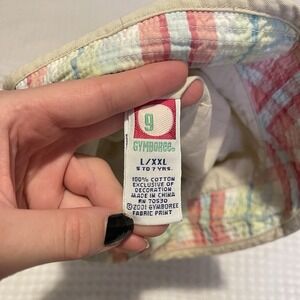 9
GYMBOREE®
L/XXL
5 TO 7 YRS.
100% COTTON
EXCLUSIVE OF
DECORATION
MADE IN CHINA
RN 70530
©2001 GYMBOREE
FABRIC PRINT